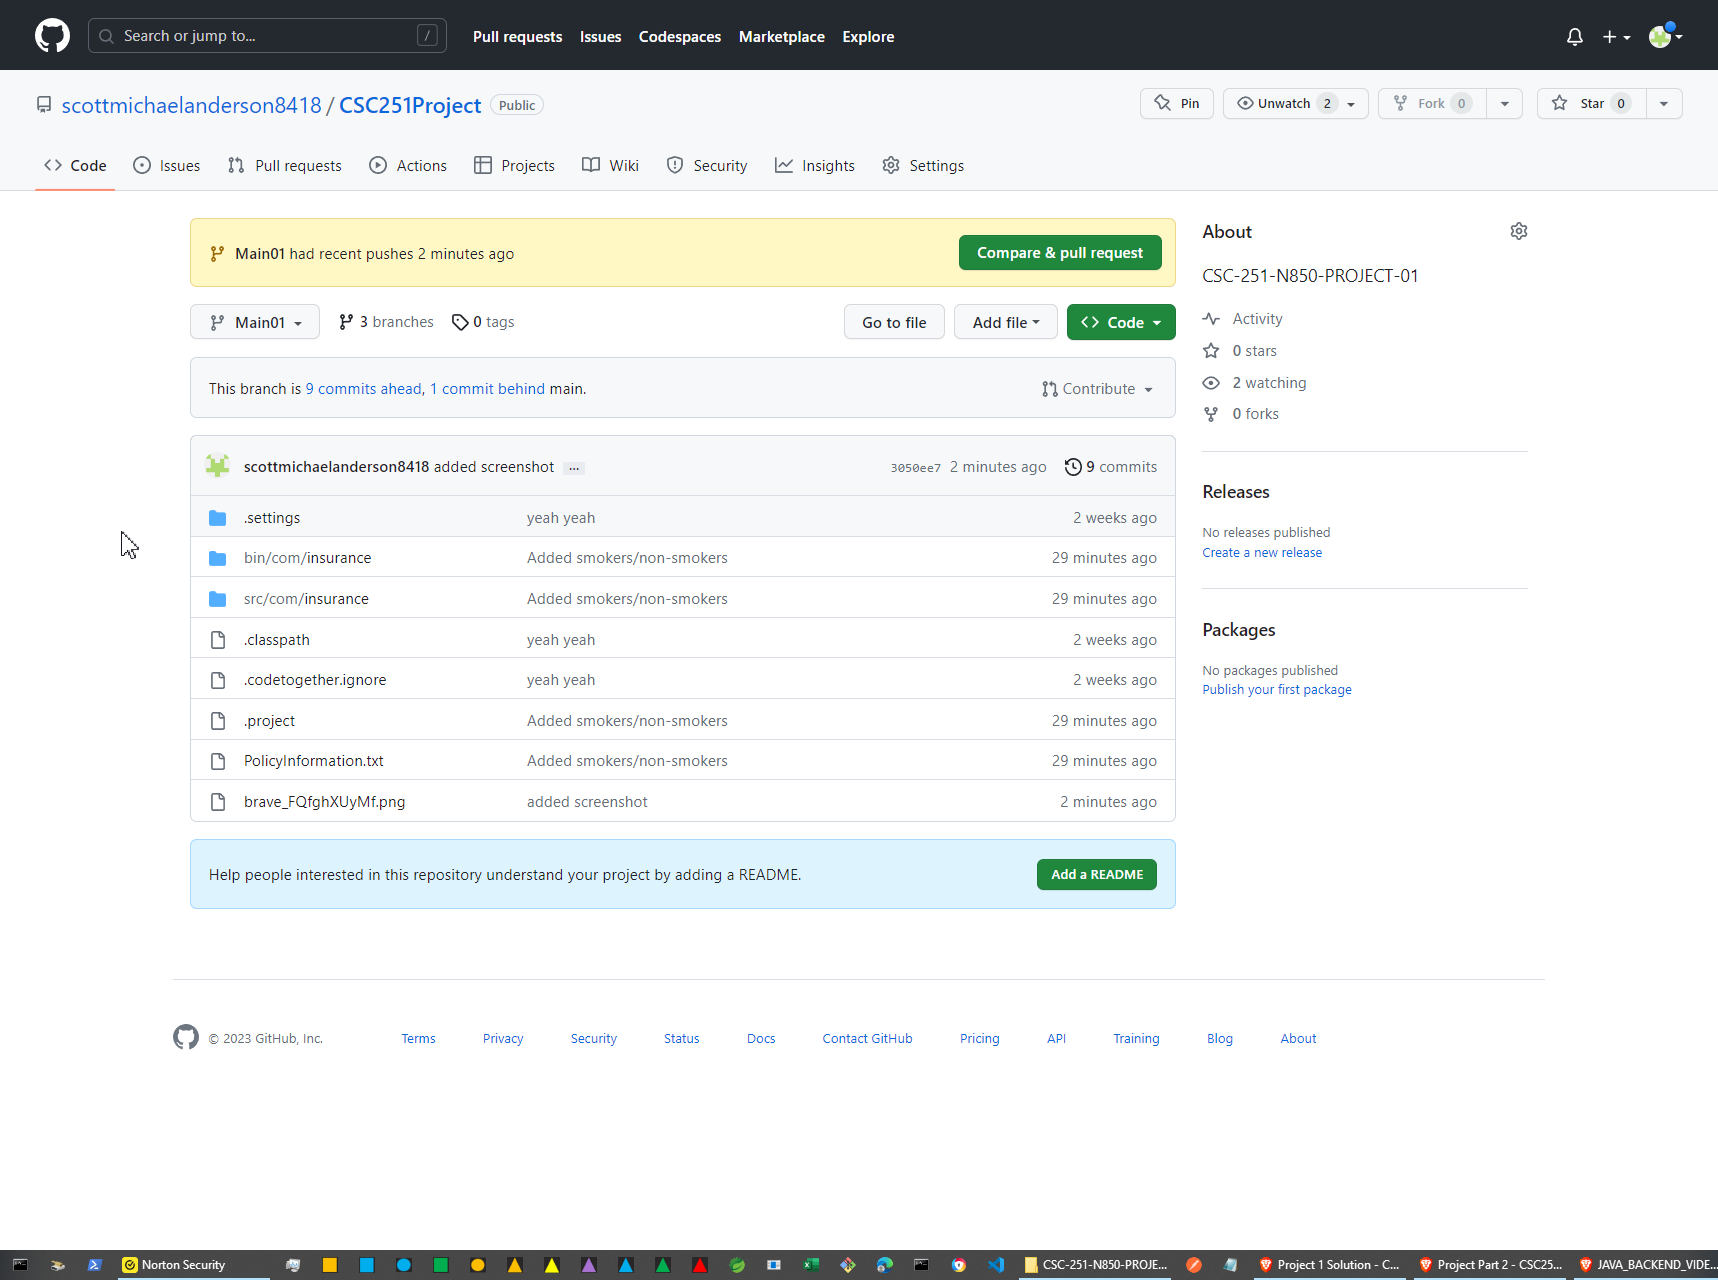 Search or jump to... /
Pull requests Issues Codespaces Marketplace Explore
scottmichaelanderson8418 / CSC251Project Public
Pin Unwatch 2 Fork 0 Star 0
Code Issues Pull requests Actions Projects Wiki Security Insights Settings
Main01 had recent pushes 2 minutes ago Compare & pull request
Main01 3 branches 0 tags Go to file Add file Code
This branch is 9 commits ahead, 1 commit behind main. Contribute
scottmichaelanderson8418 added screenshot ... 3050ee7 2 minutes ago 9 commits
.settings yeah yeah 2 weeks ago
bin/com/insurance Added smokers/non-smokers 29 minutes ago
src/com/insurance Added smokers/non-smokers 29 minutes ago
.classpath yeah yeah 2 weeks ago
.codetogether.ignore yeah yeah 2 weeks ago
.project Added smokers/non-smokers 29 minutes ago
PolicyInformation.txt Added smokers/non-smokers 29 minutes ago
brave_FQfghXUyMf.png added screenshot 2 minutes ago
Help people interested in this repository understand your project by adding a README. Add a README
About
CSC-251-N850-PROJECT-01
Activity
0 stars
2 watching
0 forks
Releases
No releases published
Create a new release
Packages
No packages published
Publish your first package
© 2023 GitHub, Inc. Terms Privacy Security Status Docs Contact GitHub Pricing API Training Blog About
Norton Security CSC-251-N850-PROJE... Project 1 Solution - C... Project Part 2 - CSC25... JAVA_BACKEND_VIDE...